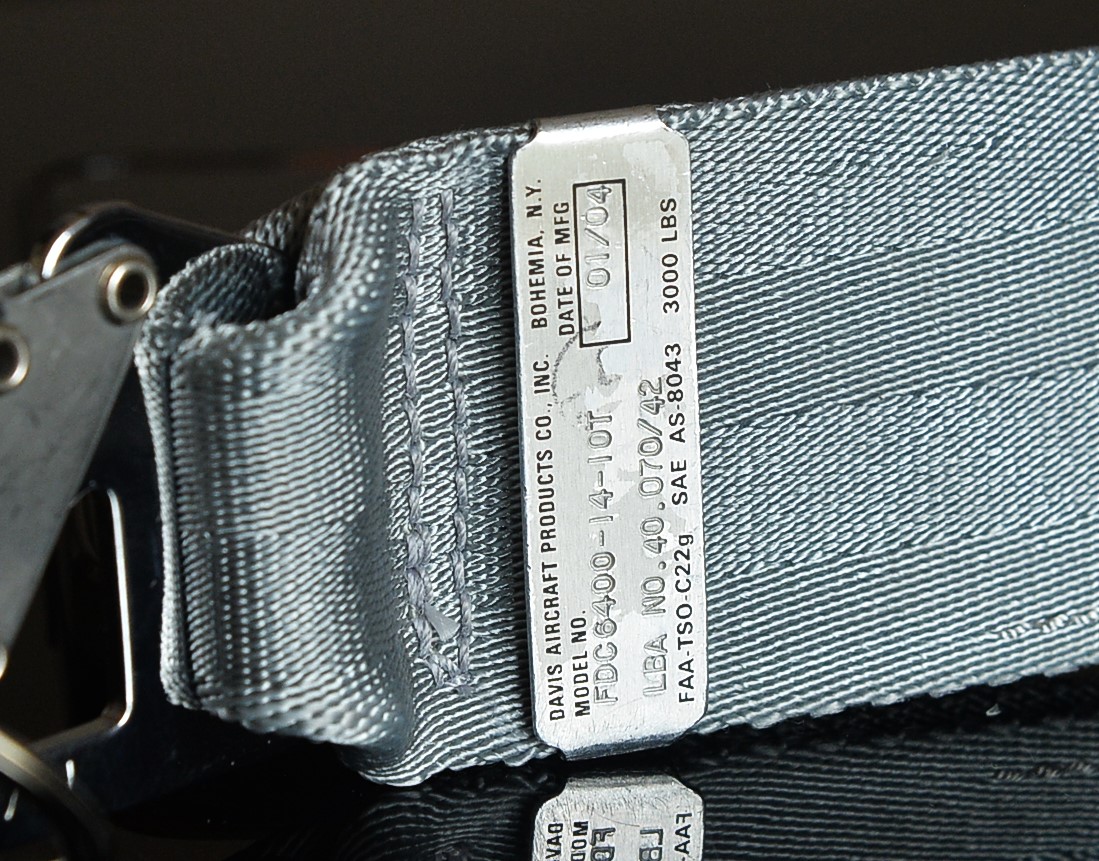 DAVIS AIRCRAFT PRODUCTS CO., INC. BOHEMIA, N.Y.
MODEL NO. DATE OF MFG
FDC6400-14-10T 01/04
LBA NO.40.070/42
FAA-TSO-C22g SAE AS-8043 3000 LBS